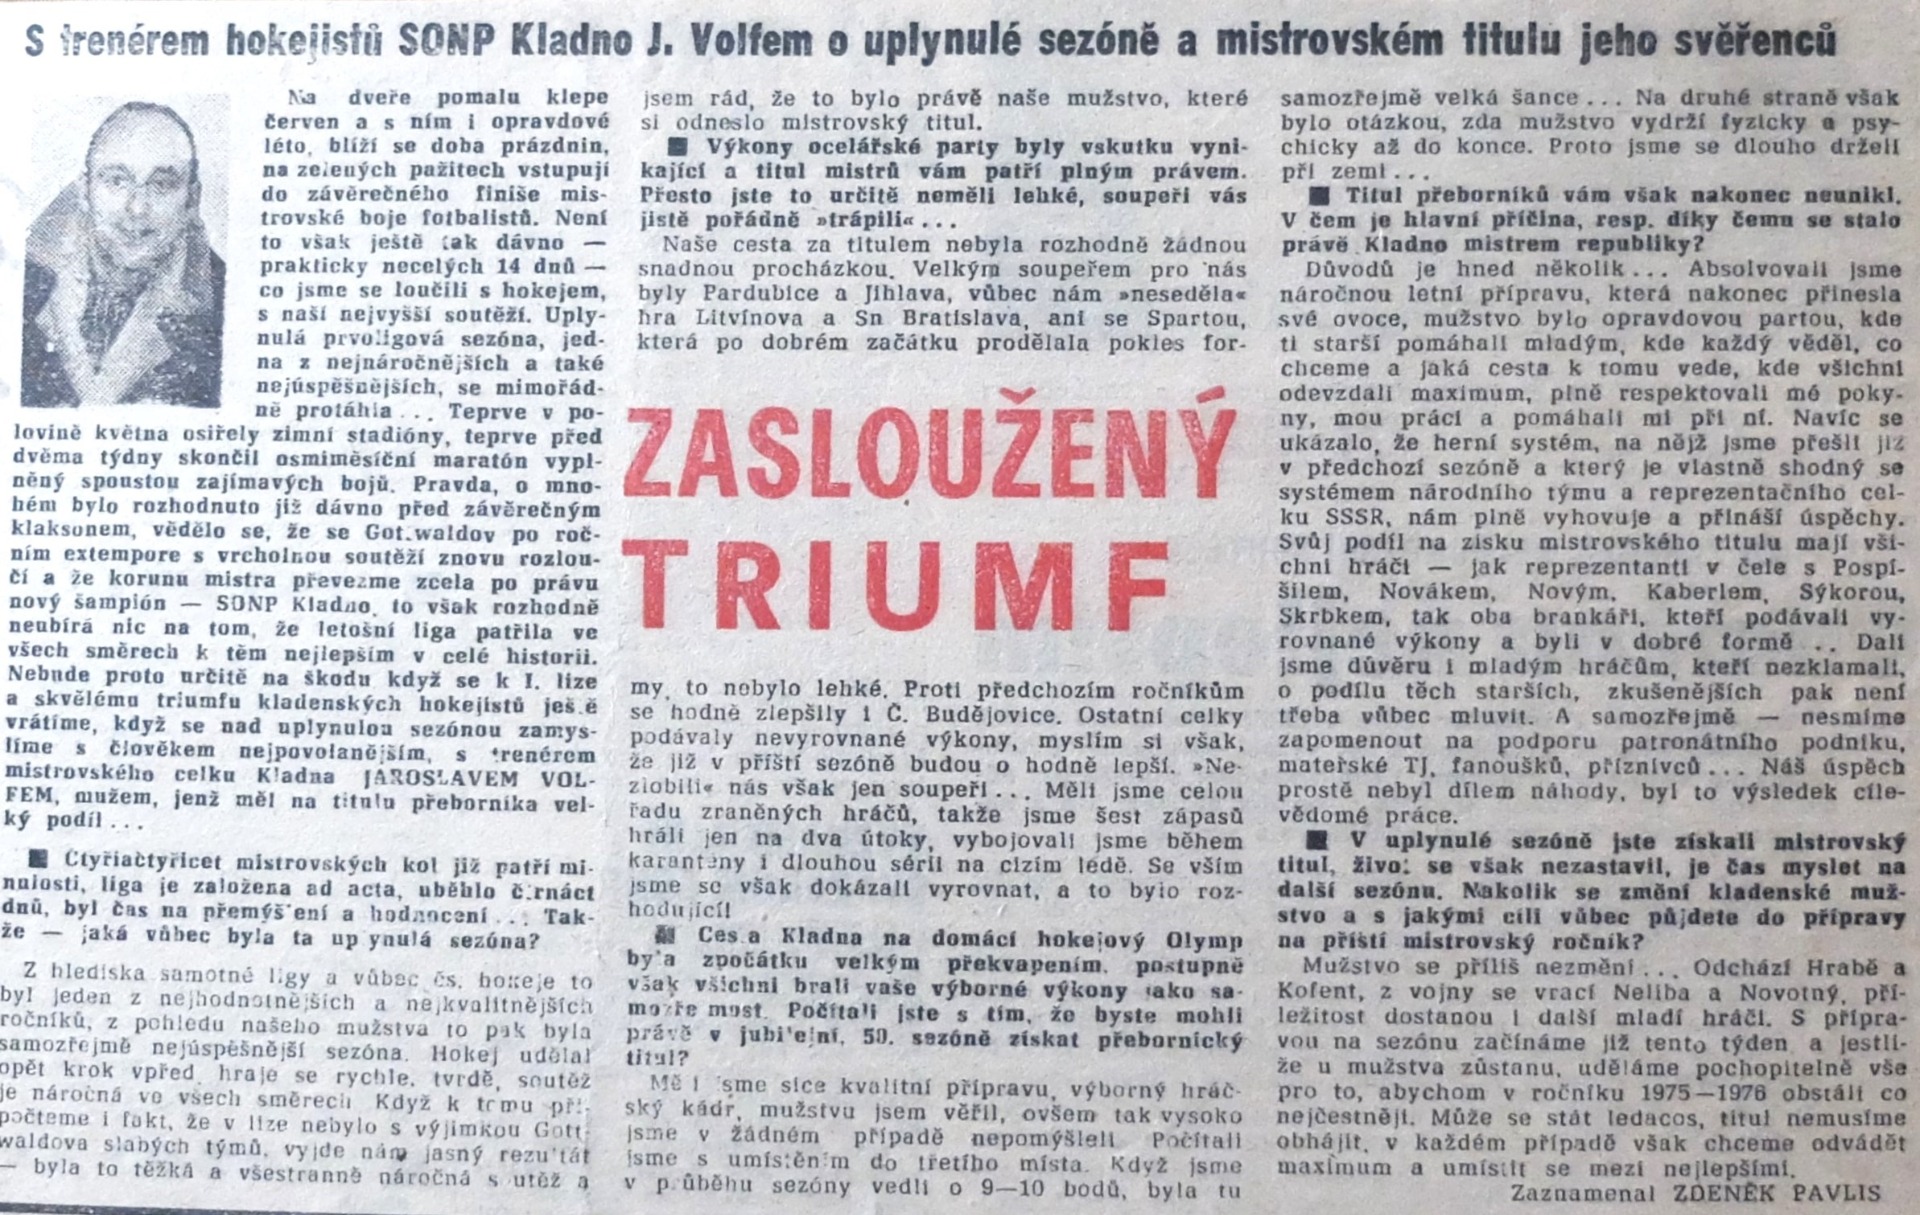 S trenérem hokejistů SONP Kladno J. Volfem o uplynulé sezóně a mistrovském titulu jeho svěřenců
Na dveře pomalu klepe
červen a s ním i opravdové
léto, blíží se doba prázdnin,
na zelených pažitech vstupují
do závěrečného finiše mis-
trovské boje fotbalistů. Není
to však ještě tak dávno —
prakticky necelých 14 dnů —
co jsme se loučili s hokejem,
s naší nejvyšší soutěží. Uply-
nulá prvoligová sezóna, jed-
na z nejnáročnějších a také
nejúspěšnějších, se mimořád-
ně protáhla... Teprve v po-
lovině května osiřely zimní stadióny, teprve před
dvěma týdny skončil osmiměsíční maratón vypl-
něný spoustou zajímavých bojů. Pravda, o mno-
hém bylo rozhodnuto již dávno před závěrečným
klaksonem, vědělo se, že se Gottwaldov po roč-
ním extempore s vrcholnou soutěží znovu rozlou-
čí a že korunu mistra převezme zcela po právu
nový šampión — SONP Kladno, to však rozhodně
neubírá nic na tom, že letošní liga patřila ve
všech směrech k těm nejlepším v celé historii.
Nebude proto určitě na škodu když se k I. lize
a skvělému triumfu kladenských hokejistů ještě
vrátíme, když se nad uplynulou sezónou zamys-
líme s člověkem nejpovolanějším, s trenérem
mistrovského celku Kladna JAROSLAVEM VOL-
FEM, mužem, jenž měl na titulu přeborníka vel-
ký podíl...
■ Čtyřiačtyřicet mistrovských kol již patří mi-
nulosti, liga je založena ad acta, uběhlo čtrnáct
dnů, byl čas na přemýšlení a hodnocení... Tak-
že — jaká vůbec byla ta uplynulá sezóna?
Z hlediska samotné ligy a vůbec čs. hokeje to
byl jeden z nejhodnotnějších a nejkvalitnějších
ročníků, z pohledu našeho mužstva to pak byla
samozřejmě nejúspěšnější sezóna. Hokej udělal
opět krok vpřed, hraje se rychle, tvrdě, soutěž
je náročná ve všech směrech. Když k tomu při-
počteme i fakt, že v lize nebylo s výjimkou Gott-
waldova slabých týmů, vyjde nám jasný rezultát
— byla to těžká a všestranně náročná soutěž a
jsem rád, že to bylo právě naše mužstvo, které
si odneslo mistrovský titul.
■ Výkony ocelářské party byly vskutku vyni-
kající a titul mistrů vám patří plným právem.
Přesto jste to určitě neměli lehké, soupeři vás
jistě pořádně »trápili«...
Naše cesta za titulem nebyla rozhodně žádnou
snadnou procházkou. Velkým soupeřem pro nás
byly Pardubice a Jihlava, vůbec nám »neseděla«
hra Litvínova a Sn Bratislava, ani se Spartou,
která po dobrém začátku prodělala pokles for-
ZASLOUŽENÝ
TRIUMF
my, to nebylo lehké. Proti předchozím ročníkům
se hodně zlepšily i Č. Budějovice. Ostatní celky
podávaly nevyrovnané výkony, myslím si však,
že již v příští sezóně budou o hodně lepší. »Ne-
zlobili« nás však jen soupeři... Měli jsme celou
řadu zraněných hráčů, takže jsme šest zápasů
hráli jen na dva útoky, vybojovali jsme během
karantény i dlouhou sérii na cizím ledě. Se vším
jsme se však dokázali vyrovnat, a to bylo roz-
hodující!
■ Cesta Kladna na domácí hokejový Olymp
byla zpočátku velkým překvapením, postupně
však všichni brali vaše výborné výkony jako sa-
mozřejmost. Počítali jste s tím, že byste mohli
právě v jubilejní, 50. sezóně získat přebornický
titul?
Měli jsme sice kvalitní přípravu, výborný hráč-
ský kádr, mužstvu jsem věřil, ovšem tak vysoko
jsme v žádném případě nepomýšleli. Počítali
jsme s umístěním do třetího místa. Když jsme
v průběhu sezóny vedli o 9—10 bodů, byla tu
samozřejmě velká šance... Na druhé straně však
bylo otázkou, zda mužstvo vydrží fyzicky a psy-
chicky až do konce. Proto jsme se dlouho drželi
při zemi...
■ Titul přeborníků vám však nakonec neunikl.
V čem je hlavní příčina, resp. díky čemu se stalo
právě Kladno mistrem republiky?
Důvodů je hned několik... Absolvovali jsme
náročnou letní přípravu, která nakonec přinesla
své ovoce, mužstvo bylo opravdovou partou, kde
ti starší pomáhali mladým, kde každý věděl, co
chceme a jaká cesta k tomu vede, kde všichni
odevzdali maximum, plně respektovali mé poky-
ny, mou práci a pomáhali mi při ní. Navíc se
ukázalo, že herní systém, na nějž jsme přešli již
v předchozí sezóně a který je vlastně shodný se
systémem národního týmu a reprezentačního cel-
ku SSSR, nám plně vyhovuje a přináší úspěchy.
Svůj podíl na zisku mistrovského titulu mají vši-
chni hráči — jak reprezentanti v čele s Pospí-
šilem, Novákem, Novým, Kaberlem, Sýkorou,
Skrbkem, tak oba brankáři, kteří podávali vy-
rovnané výkony a byli v dobré formě... Dali
jsme důvěru i mladým hráčům, kteří nezklamali,
o podílu těch starších, zkušenějších pak není
třeba vůbec mluvit. A samozřejmě — nesmíme
zapomenout na podporu patronátního podniku,
mateřské TJ, fanoušků, příznivců... Náš úspěch
prostě nebyl dílem náhody, byl to výsledek cíle-
vědomé práce.
■ V uplynulé sezóně jste získali mistrovský
titul, život se však nezastavil, je čas myslet na
další sezónu. Nakolik se změní kladenské muž-
stvo a s jakými cíli vůbec půjdete do přípravy
na příští mistrovský ročník?
Mužstvo se příliš nezmění... Odchází Hrabě a
Kofent, z vojny se vrací Neliba a Novotný, pří-
ležitost dostanou i další mladí hráči. S přípra-
vou na sezónu začínáme již tento týden a jestli-
že u mužstva zůstanu, uděláme pochopitelně vše
pro to, abychom v ročníku 1975—1976 obstáli co
nejčestněji. Může se stát ledacos, titul nemusíme
obhájit, v každém případě však chceme odvádět
maximum a umístit se mezi nejlepšími.
Zaznamenal ZDENĚK PAVLIS